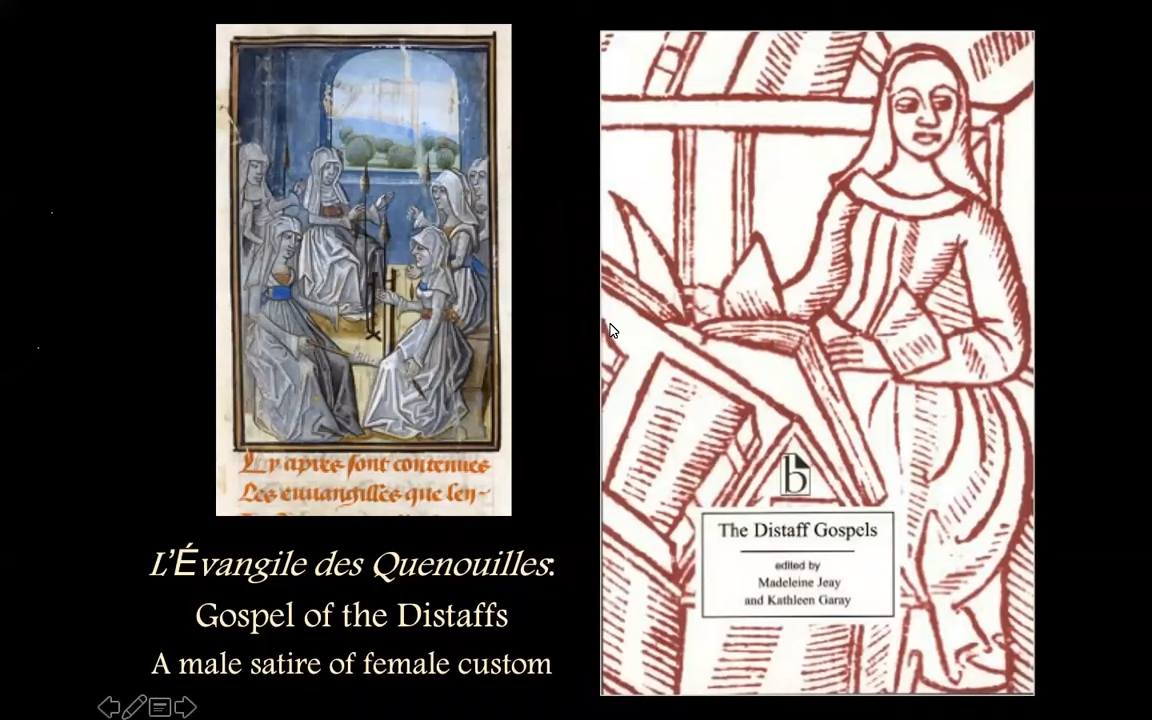 Cy apres sont contenues
Les euuangilles que len-
L'Évangile des Quenouilles:
Gospel of the Distaffs
A male satire of female custom
b
The Distaff Gospels
edited by
Madeleine Jeay
and Kathleen Garay